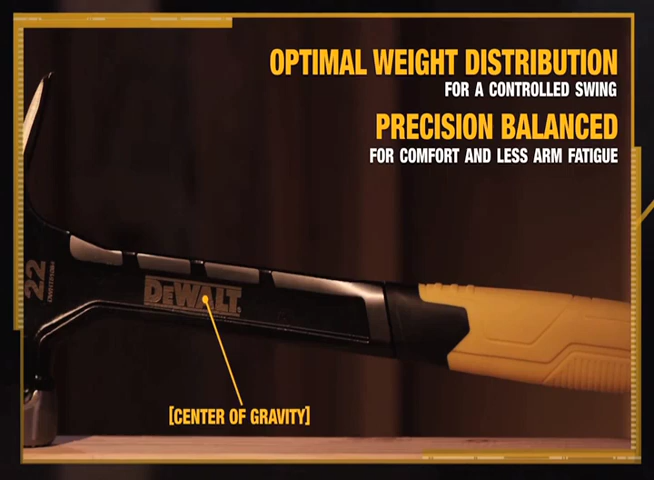 OPTIMAL WEIGHT DISTRIBUTION
FOR A CONTROLLED SWING
PRECISION BALANCED
FOR COMFORT AND LESS ARM FATIGUE
22
DEWALT
[CENTER OF GRAVITY]